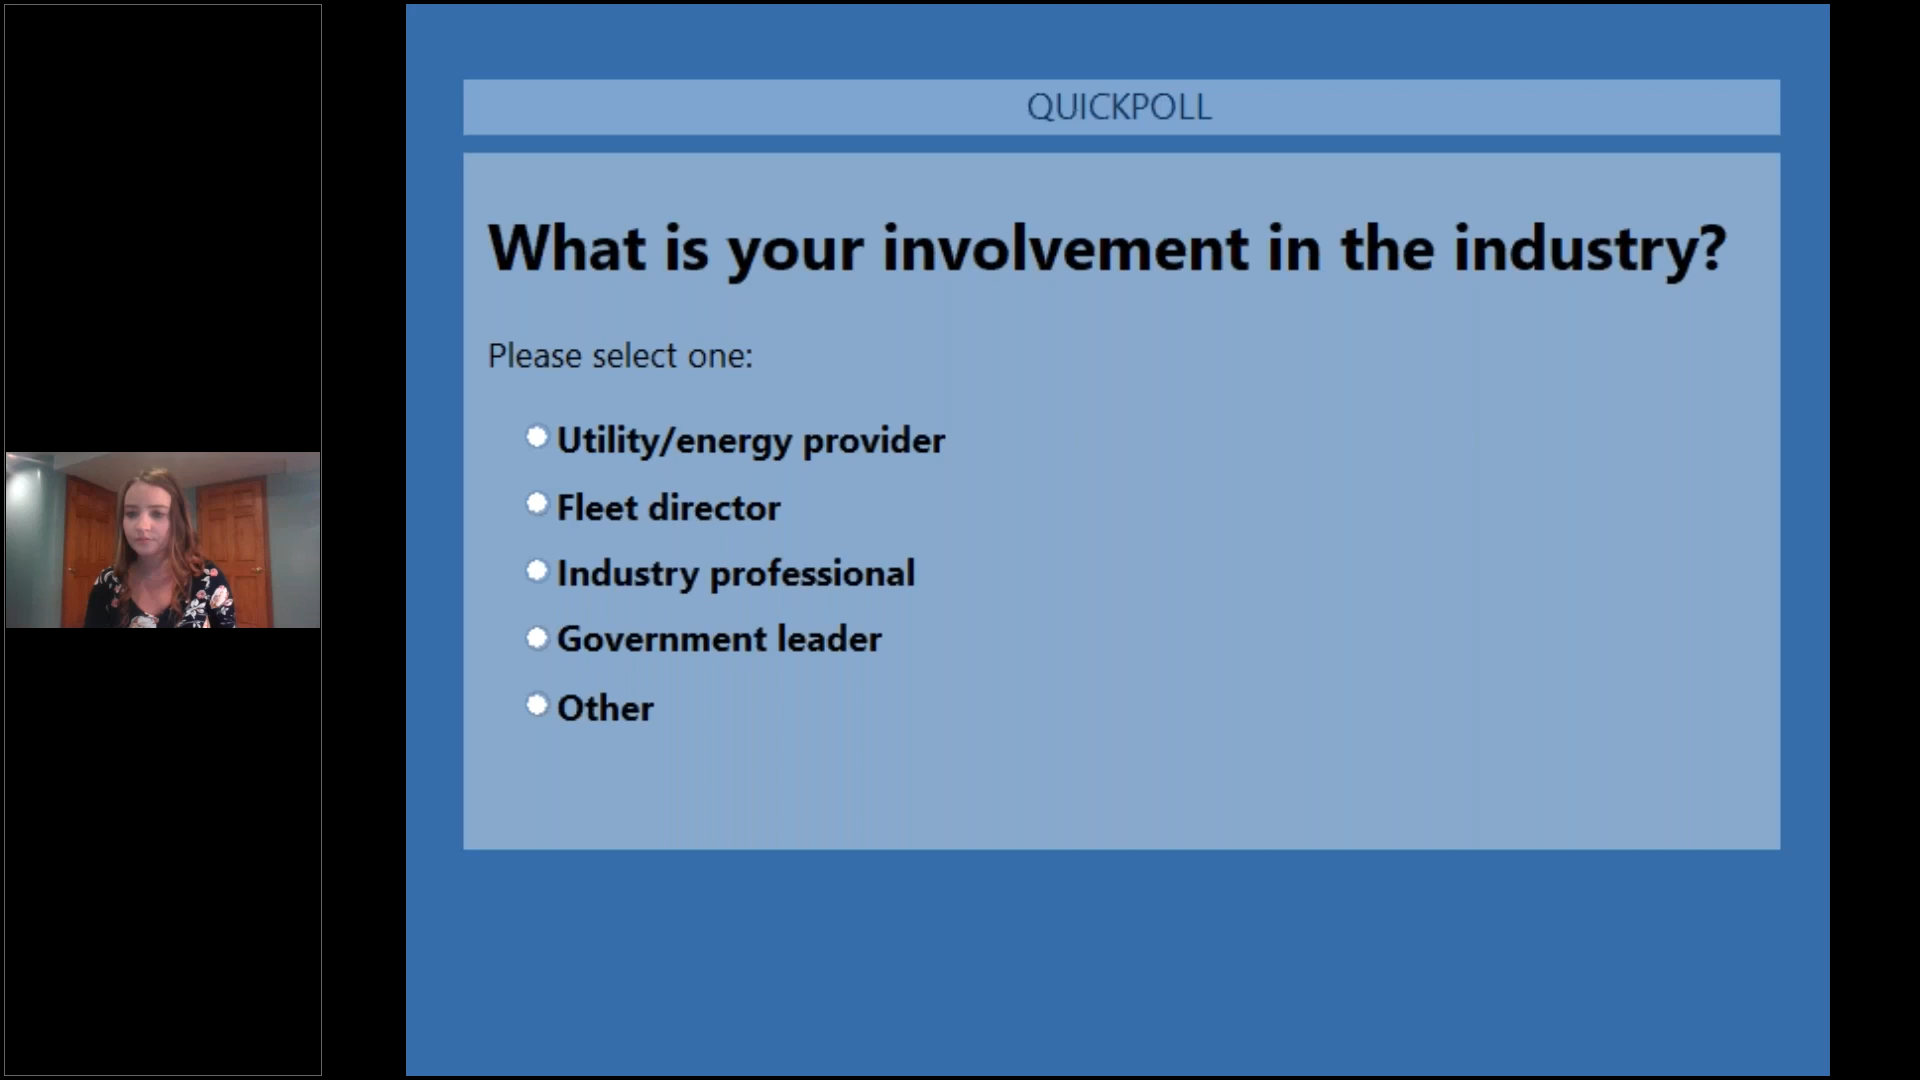 QUICKPOLL
What is your involvement in the industry?
Please select one:
Utility/energy provider
Fleet director
Industry professional
Government leader
Other